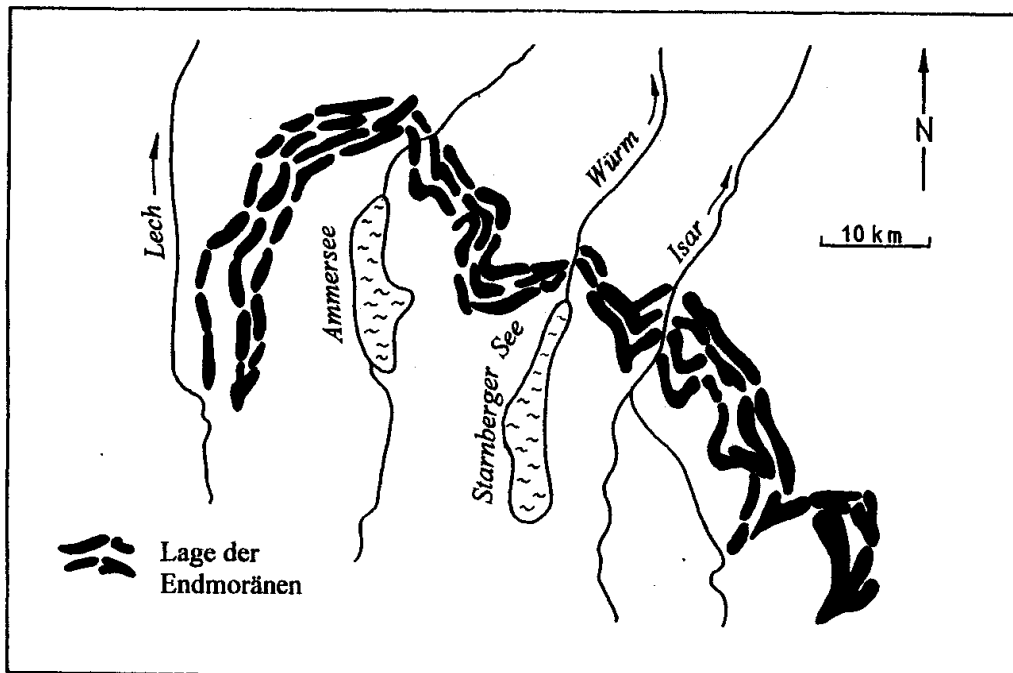 Lech
Ammersee
Starnberger See
Würm
Isar
N
10 km
Lage der
Endmoränen